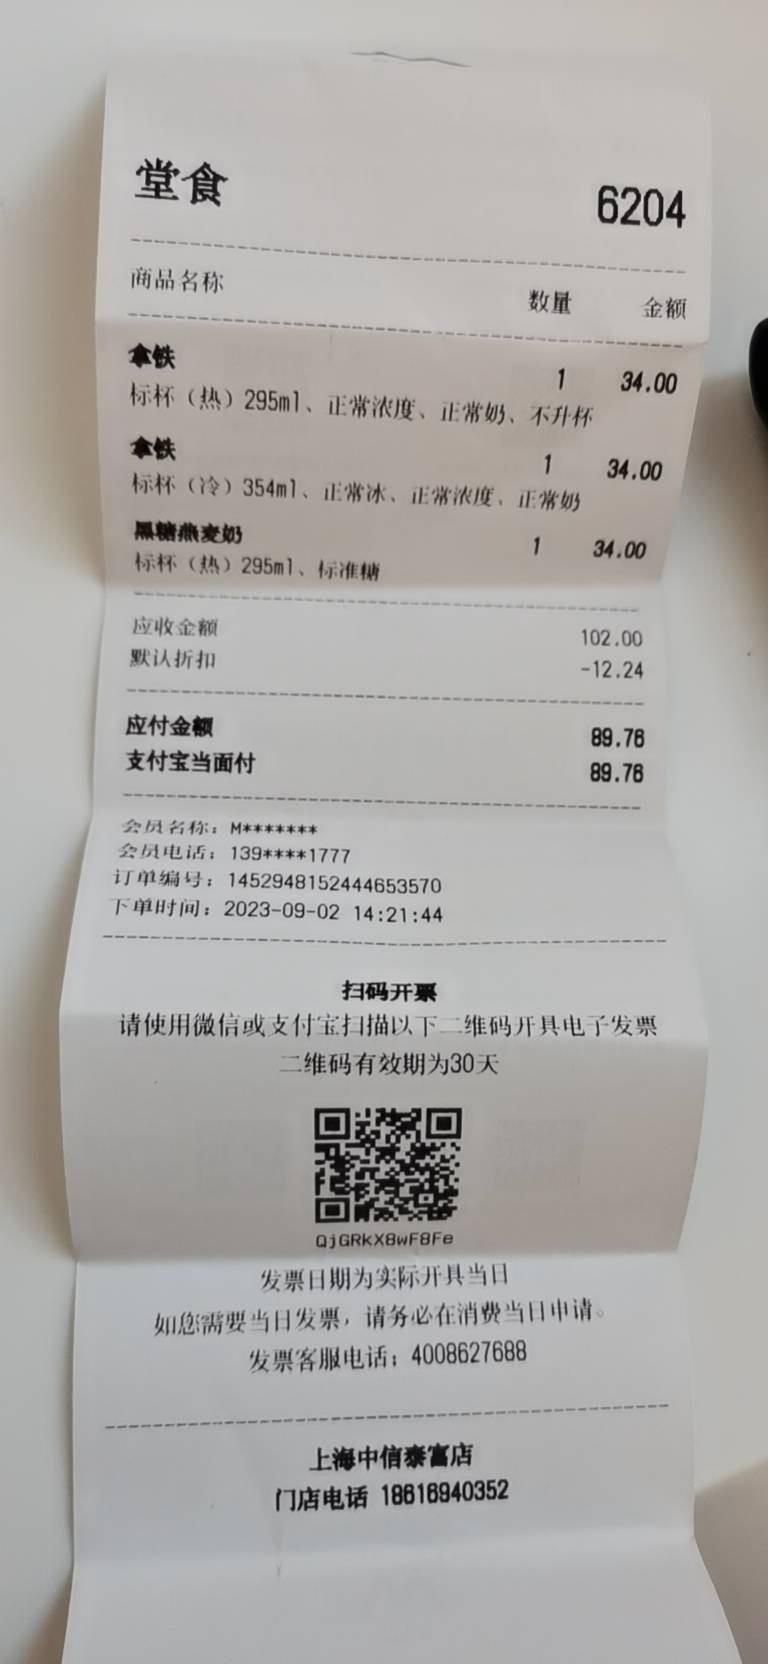 堂食 6204
商品名称 数量 金额
拿铁 1 34.00
标杯（热）295ml、正常浓度、正常奶、不升杯
拿铁 1 34.00
标杯（冷）354ml、正常冰、正常浓度、正常奶
黑糖燕麦奶 1 34.00
标杯（热）295ml、标准糖
应收金额 102.00
默认折扣 -12.24
应付金额 89.76
支付宝当面付 89.76
会员名称：M*******
会员电话：139****1777
订单编号：1452948152444653570
下单时间：2023-09-02 14:21:44
扫码开票
请使用微信或支付宝扫描以下二维码开具电子发票
二维码有效期为30天
QjGRkX8wF8Fe
发票日期为实际开具当日
如您需要当日发票，请务必在消费当日申请。
发票客服电话：4008627688
上海中信泰富店
门店电话 18616940352